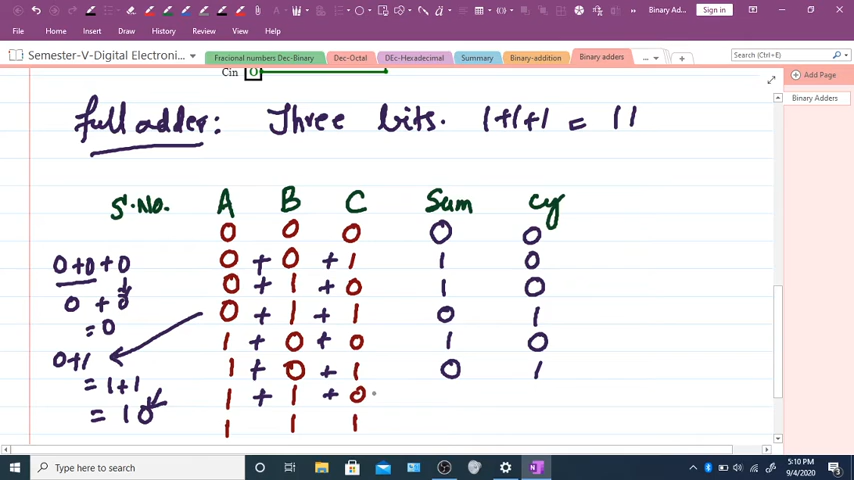 Binary Ad...
Sign in
File Home Insert Draw History Review View Help
Semester-V-Digital Electroni...
Fracional numbers Dec-Binary Dec-Octal DEc-Hexadecimal Summary Binary-addition Binary adders ... +
Search (Ctrl+E)
Add Page
Binary Adders
Cin 0
full adder: Three bits. 1+1+1 = 11
S.No. A B C Sum Cy
0 0 0 0 0
0 + 0 + 1 1 0
0 + 1 + 0 1 0
0 + 1 + 1 0 1
1 + 0 + 0 1 0
1 + 0 + 1 0 1
1 + 1 + 0
1 1 1
0+0+0
0 + 0
= 0
0+1
= 1+1
= 10
Type here to search
5:10 PM
9/4/2020
3